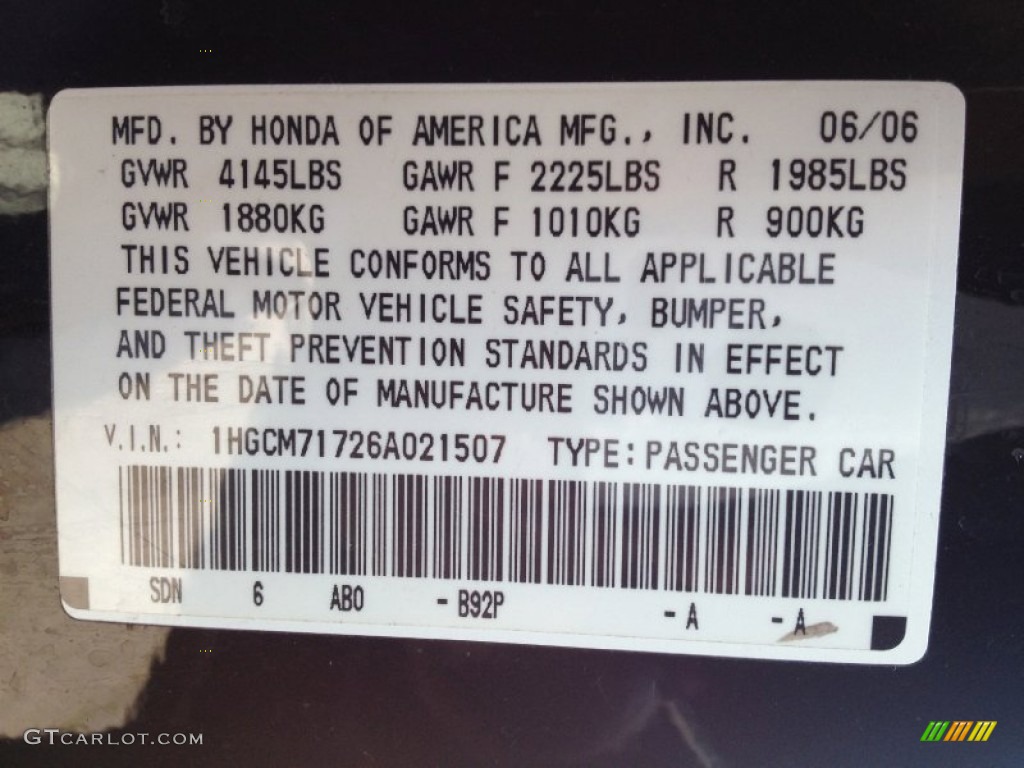 MFD. BY HONDA OF AMERICA MFG., INC. 06/06
GVWR 4145LBS GAWR F 2225LBS R 1985LBS
GVWR 1880KG GAWR F 1010KG R 900KG
THIS VEHICLE CONFORMS TO ALL APPLICABLE
FEDERAL MOTOR VEHICLE SAFETY, BUMPER,
AND THEFT PREVENTION STANDARDS IN EFFECT
ON THE DATE OF MANUFACTURE SHOWN ABOVE.
V.I.N.: 1HGCM71726A021507 TYPE: PASSENGER CAR
SDN 6 AB0 - B92P - A - A
GTCARLOT.COM